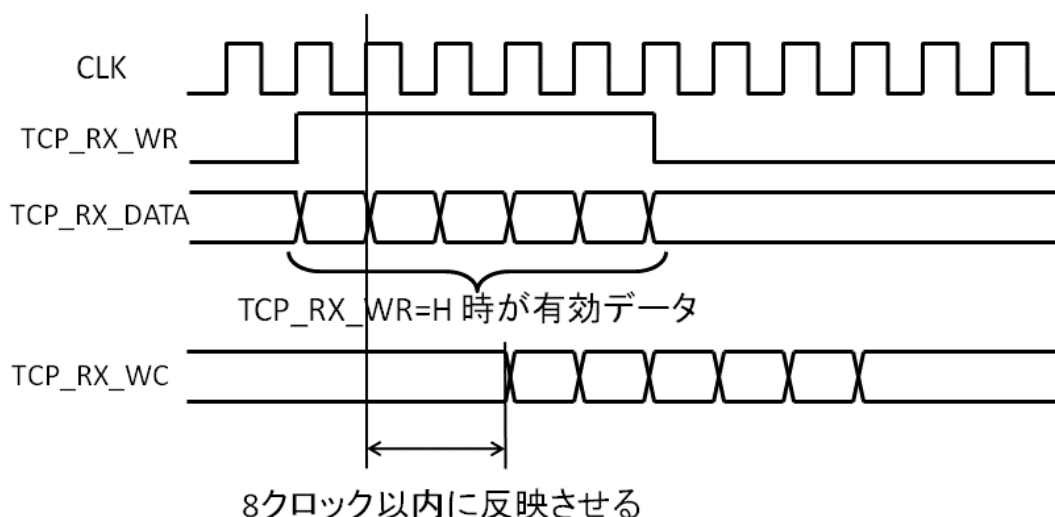 CLK
TCP_RX_WR
TCP_RX_DATA
TCP_RX_WR=H 時が有効データ
TCP_RX_WC
8クロック以内に反映させる